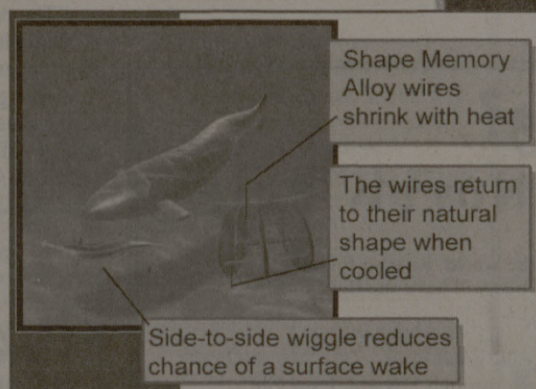 Shape Memory
Alloy wires
shrink with heat
The wires return
to their natural
shape when
cooled
Side-to-side wiggle reduces
chance of a surface wake